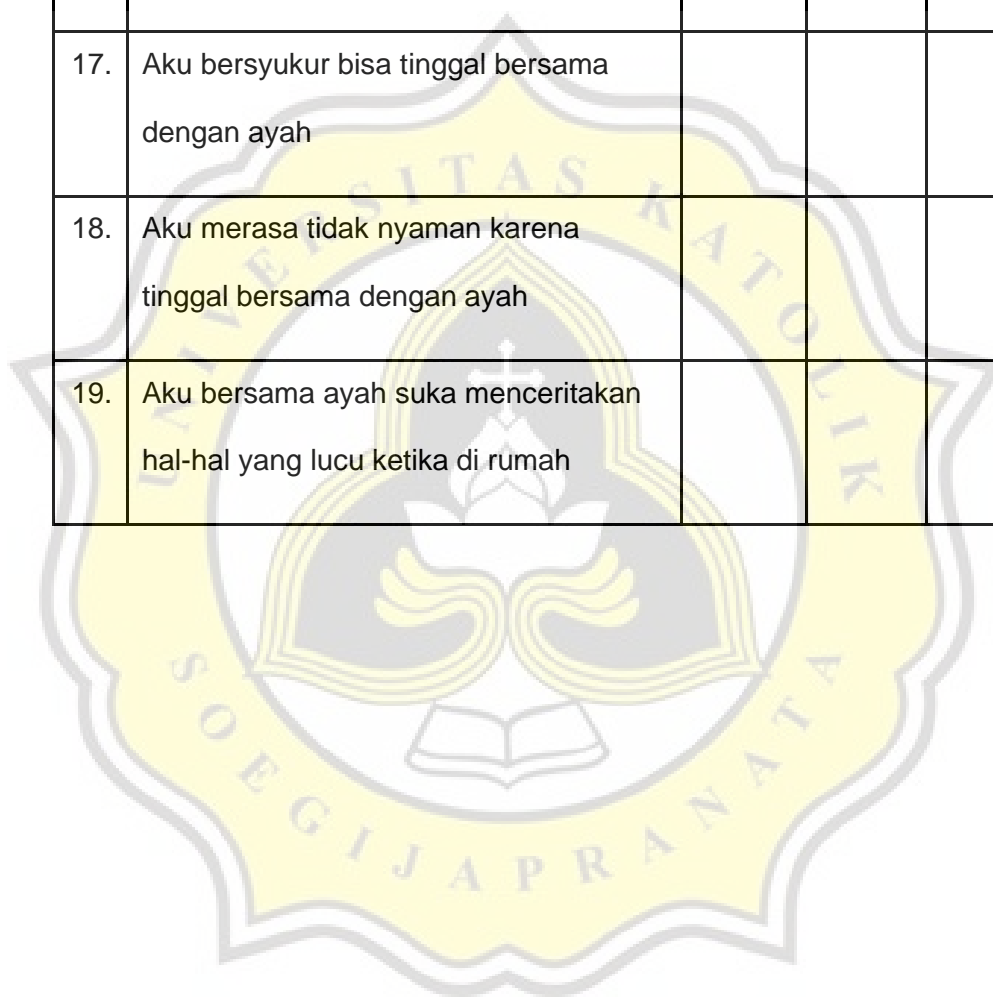 17. Aku bersyukur bisa tinggal bersama
dengan ayah
18. Aku merasa tidak nyaman karena
tinggal bersama dengan ayah
19. Aku bersama ayah suka menceritakan
hal-hal yang lucu ketika di rumah
UNIVERSITAS KATOLIK
SOEGIJAPRANATA